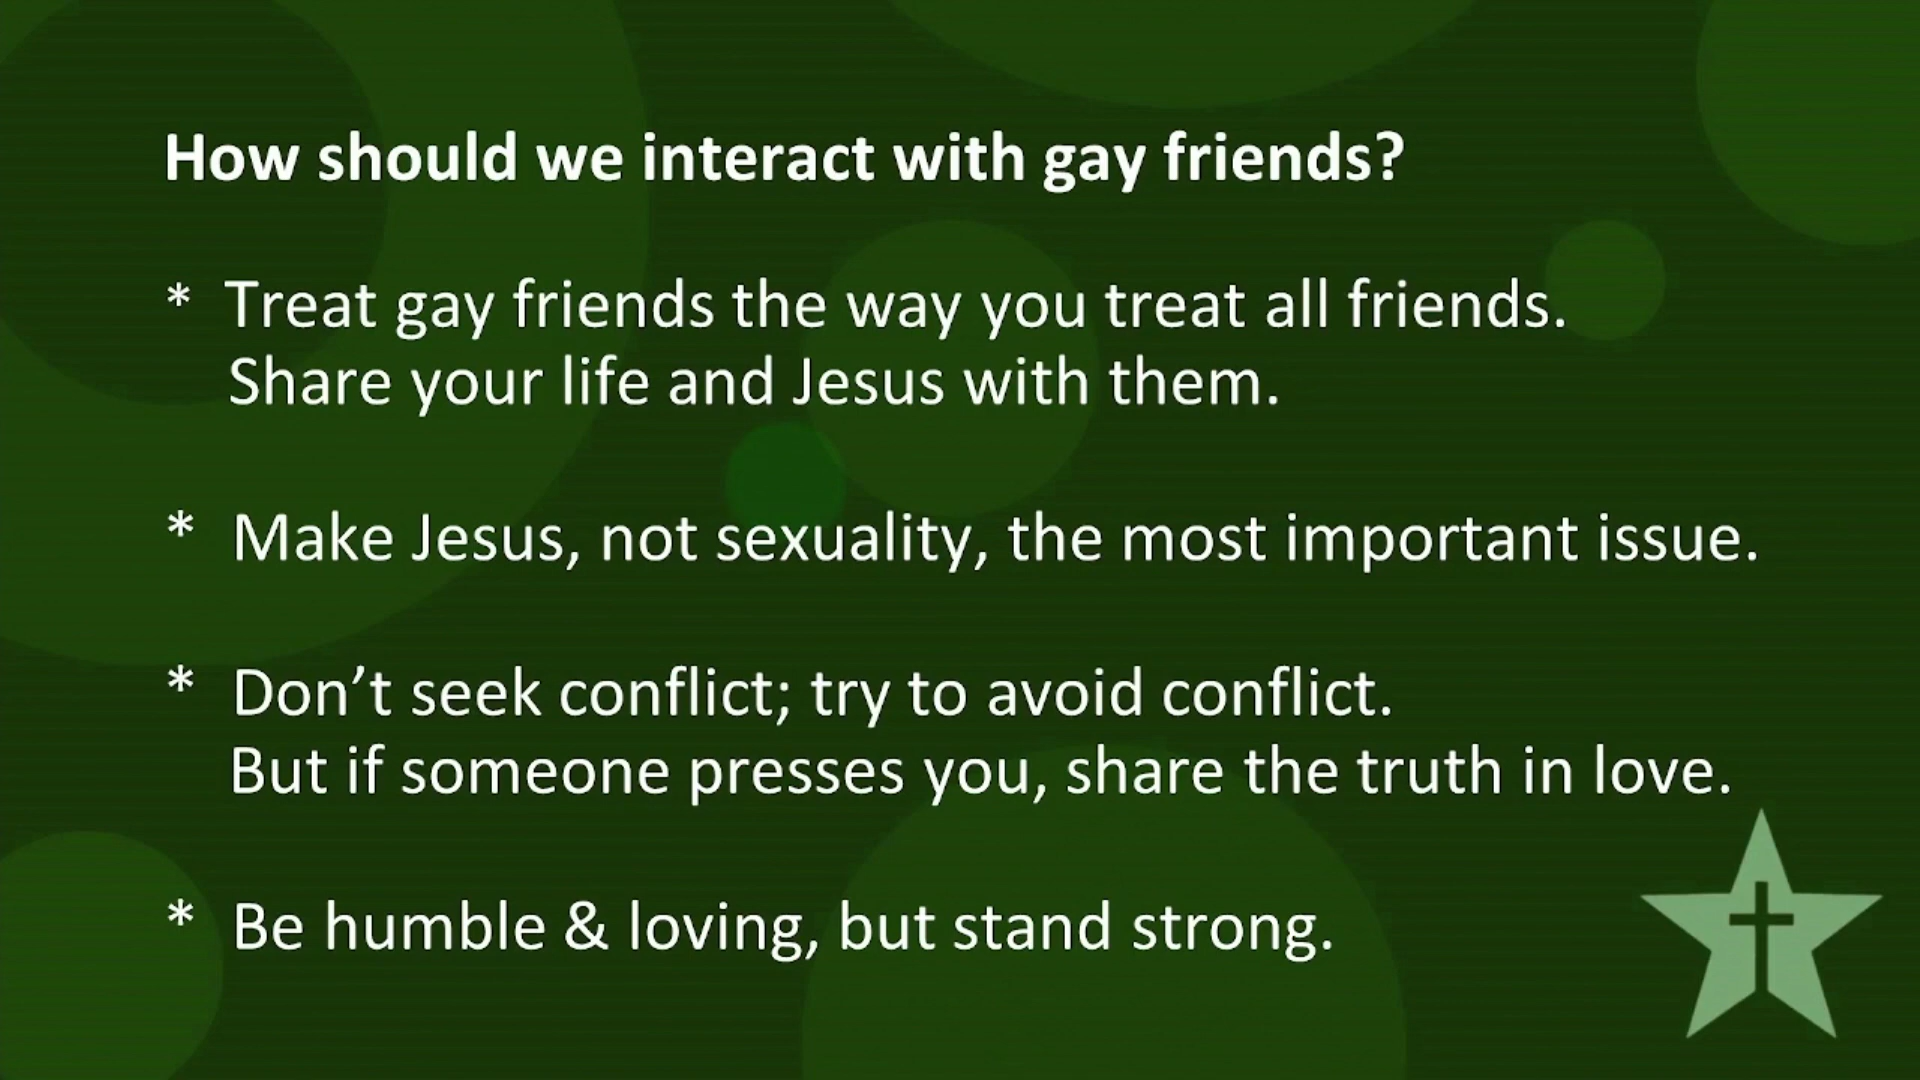 How should we interact with gay friends?
* Treat gay friends the way you treat all friends.
Share your life and Jesus with them.
* Make Jesus, not sexuality, the most important issue.
* Don’t seek conflict; try to avoid conflict.
But if someone presses you, share the truth in love.
* Be humble & loving, but stand strong.